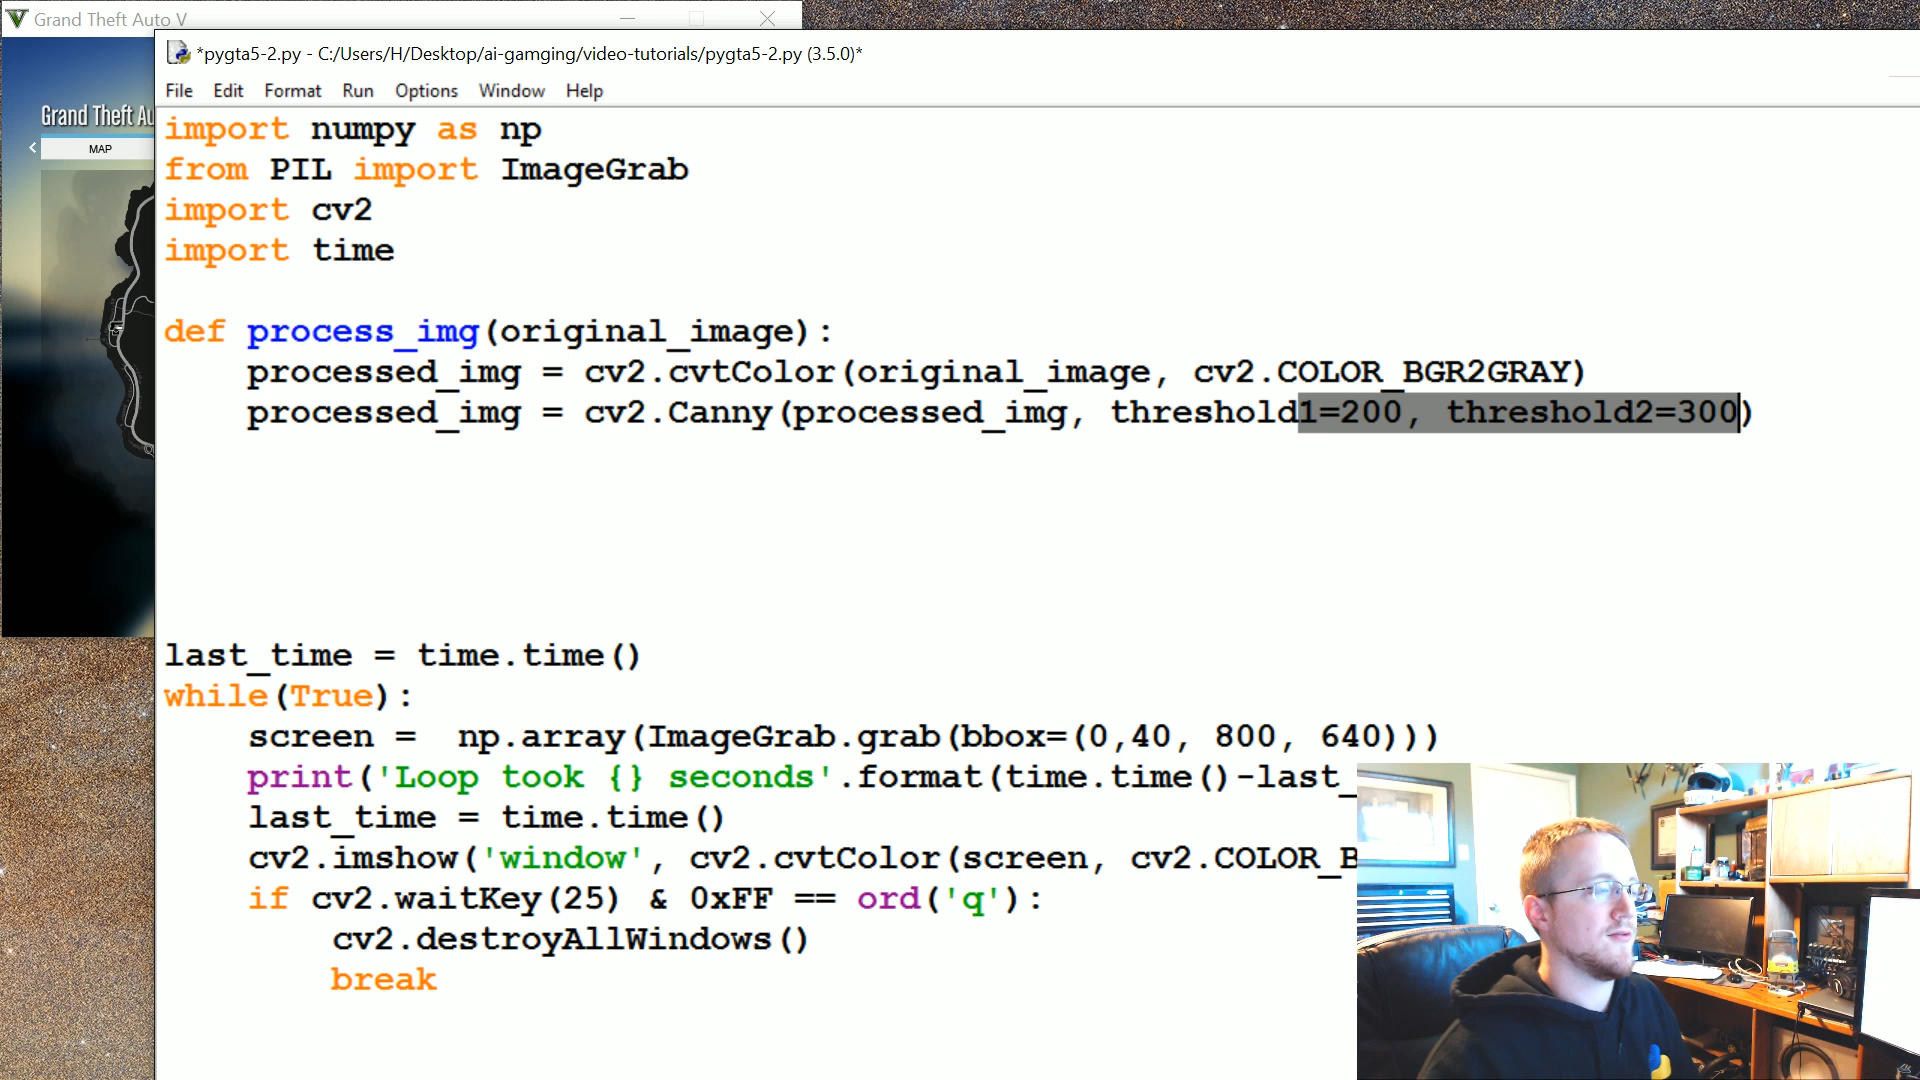 Grand Theft Auto V
*pygta5-2.py - C:/Users/H/Desktop/ai-gamging/video-tutorials/pygta5-2.py (3.5.0)*
File Edit Format Run Options Window Help
Grand Theft Au
MAP
import numpy as np
from PIL import ImageGrab
import cv2
import time
def process_img(original_image):
    processed_img = cv2.cvtColor(original_image, cv2.COLOR_BGR2GRAY)
    processed_img = cv2.Canny(processed_img, threshold1=200, threshold2=300)
last_time = time.time()
while(True):
    screen =  np.array(ImageGrab.grab(bbox=(0,40, 800, 640)))
    print('Loop took {} seconds'.format(time.time()-last_
    last_time = time.time()
    cv2.imshow('window', cv2.cvtColor(screen, cv2.COLOR_B
    if cv2.waitKey(25) & 0xFF == ord('q'):
        cv2.destroyAllWindows()
        break